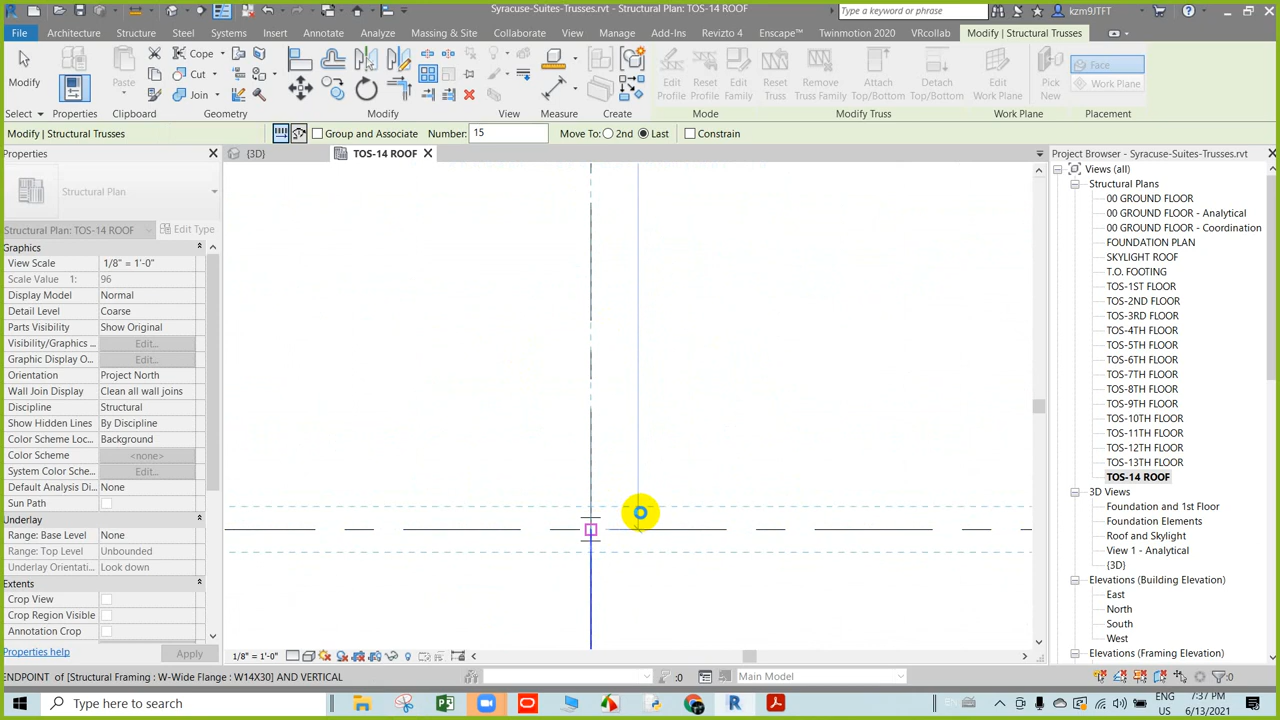 Syracuse-Suites-Trusses.rvt - Structural Plan: TOS-14 ROOF
Type a keyword or phrase
kzm9JTFT
File Architecture Structure Steel Systems Insert Annotate Analyze Massing & Site Collaborate View Manage Add-Ins Revizto 4 Enscape™ Twinmotion 2020 VRcollab Modify | Structural Trusses
Modify Paste Cope Cut Join
Edit Profile Reset Profile Edit Family Reset Truss Remove Truss Family Attach Top/Bottom Detach Top/Bottom Edit Work Plane Pick New Face Work Plane
Select Properties Clipboard Geometry Modify View Measure Create Mode Modify Truss Work Plane Placement
Modify | Structural Trusses Group and Associate Number: 15 Move To: 2nd Last Constrain
Properties
{3D} TOS-14 ROOF
Project Browser - Syracuse-Suites-Trusses.rvt
Structural Plan
Structural Plan: TOS-14 ROOF Edit Type
Graphics
View Scale 1/8" = 1'-0"
Scale Value 1: 96
Display Model Normal
Detail Level Coarse
Parts Visibility Show Original
Visibility/Graphics ... Edit...
Graphic Display O... Edit...
Orientation Project North
Wall Join Display Clean all wall joins
Discipline Structural
Show Hidden Lines By Discipline
Color Scheme Loc... Background
Color Scheme <none>
System Color Sche... Edit...
Default Analysis Di... None
Sun Path
Underlay
Range: Base Level None
Range: Top Level Unbounded
Underlay Orientati... Look down
Extents
Crop View
Crop Region Visible
Annotation Crop
Properties help Apply
Views (all)
Structural Plans
00 GROUND FLOOR
00 GROUND FLOOR - Analytical
00 GROUND FLOOR - Coordination
FOUNDATION PLAN
SKYLIGHT ROOF
T.O. FOOTING
TOS-1ST FLOOR
TOS-2ND FLOOR
TOS-3RD FLOOR
TOS-4TH FLOOR
TOS-5TH FLOOR
TOS-6TH FLOOR
TOS-7TH FLOOR
TOS-8TH FLOOR
TOS-9TH FLOOR
TOS-10TH FLOOR
TOS-11TH FLOOR
TOS-12TH FLOOR
TOS-13TH FLOOR
TOS-14 ROOF
3D Views
Foundation and 1st Floor
Foundation Elements
Roof and Skylight
View 1 - Analytical
{3D}
Elevations (Building Elevation)
East
North
South
West
Elevations (Framing Elevation)
1/8" = 1'-0"
ENDPOINT of [Structural Framing : W-Wide Flange : W14X30] AND VERTICAL
:0 Main Model :0
Type here to search
ENG
US
7:37 PM
6/13/2021